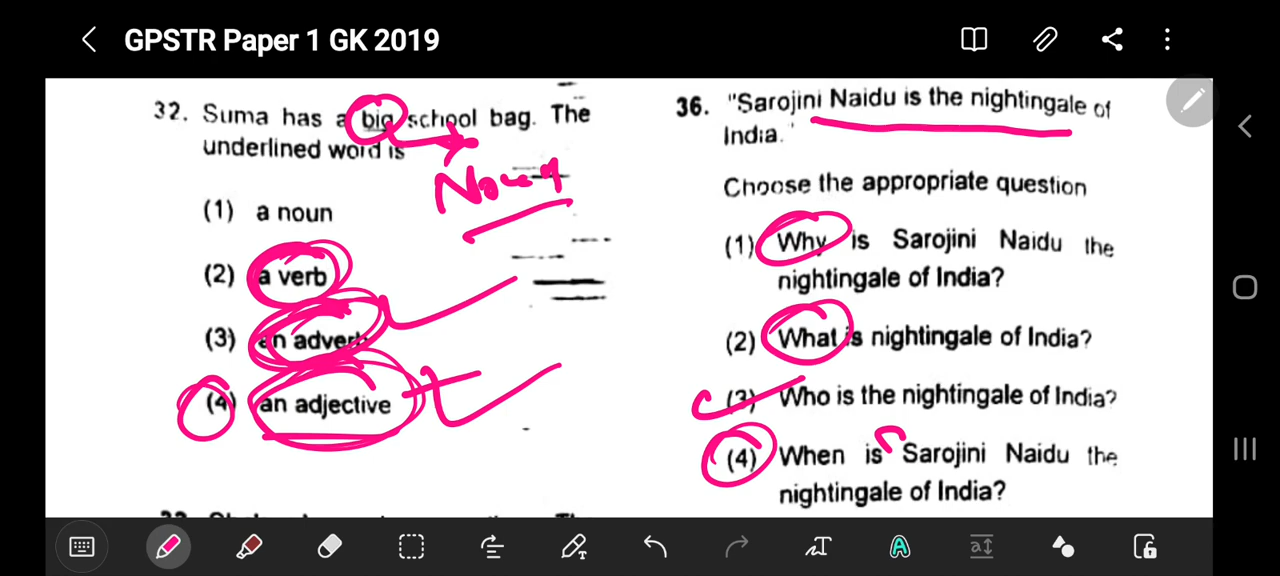 GPSTR Paper 1 GK 2019
32. Suma has a big school bag. The
underlined word is
Noun
(1) a noun
(2) a verb
(3) an adverb
(4) an adjective
36. "Sarojini Naidu is the nightingale of
India."
Choose the appropriate question
(1) Why is Sarojini Naidu the
nightingale of India?
(2) What is nightingale of India?
(3) Who is the nightingale of India?
(4) When is Sarojini Naidu the
nightingale of India?